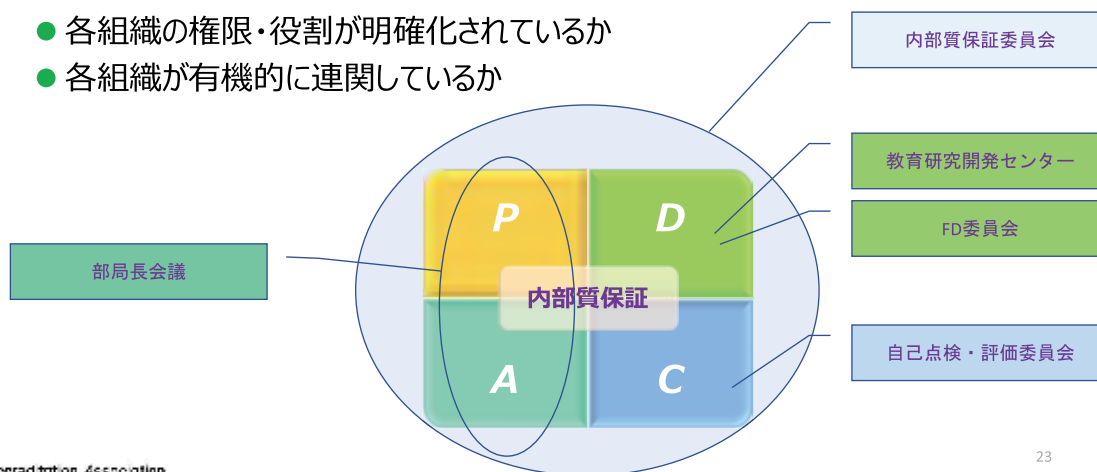 各組織の権限・役割が明確化されているか
各組織が有機的に連関しているか
内部質保証委員会
教育研究開発センター
FD委員会
部局長会議
P
D
内部質保証
A
C
自己点検・評価委員会
23
Association